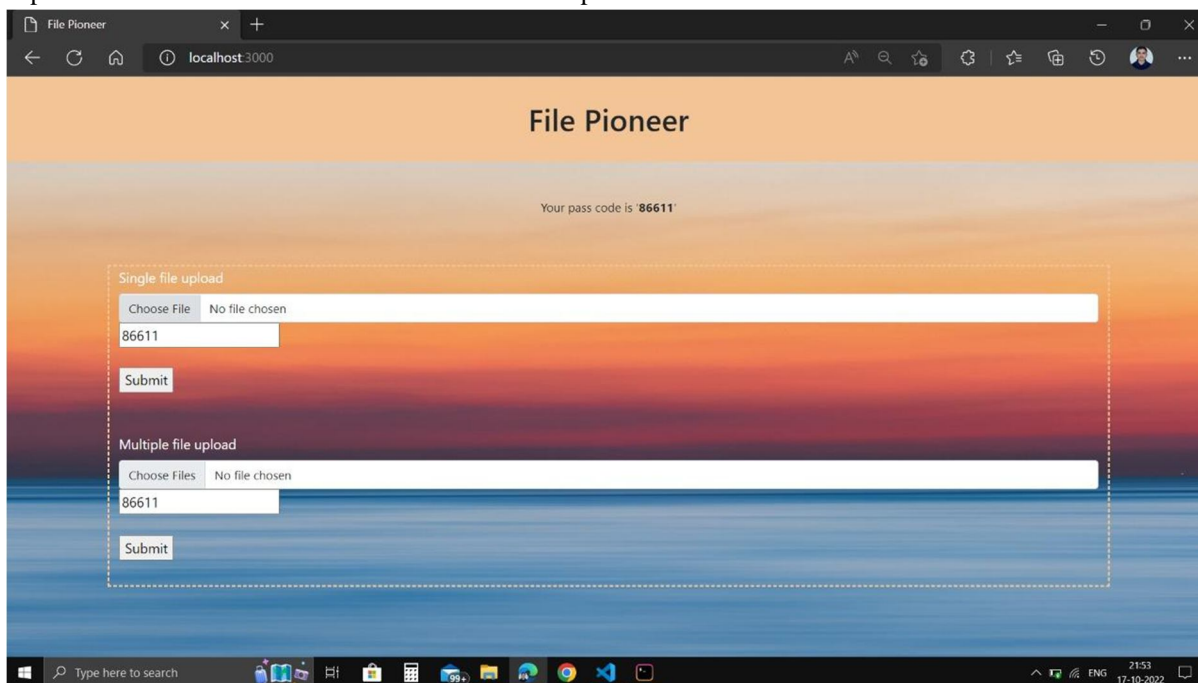 File Pioneer
localhost:3000
File Pioneer
Your pass code is '86611'
Single file upload
Choose File No file chosen
86611
Submit
Multiple file upload
Choose Files No file chosen
86611
Submit
Type here to search
99+
ENG
21:53
17-10-2022